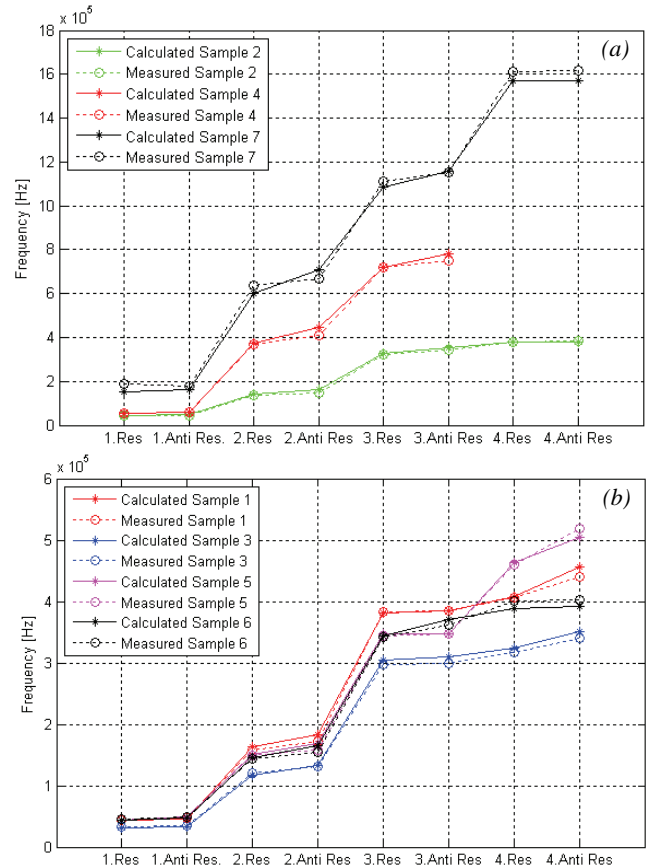 x 10^5
18
16
14
12
10
8
6
4
2
0
Frequency [Hz]
(a)
Calculated Sample 2
Measured Sample 2
Calculated Sample 4
Measured Sample 4
Calculated Sample 7
Measured Sample 7
1.Res 1.Anti Res. 2.Res 2.Anti Res 3.Res 3.Anti Res 4.Res 4.Anti Res
x 10^5
6
5
4
3
2
1
0
Frequency [Hz]
(b)
Calculated Sample 1
Measured Sample 1
Calculated Sample 3
Measured Sample 3
Calculated Sample 5
Measured Sample 5
Calculated Sample 6
Measured Sample 6
1.Res 1.Anti Res. 2.Res 2.Anti Res 3.Res 3.Anti Res 4.Res 4.Anti Res